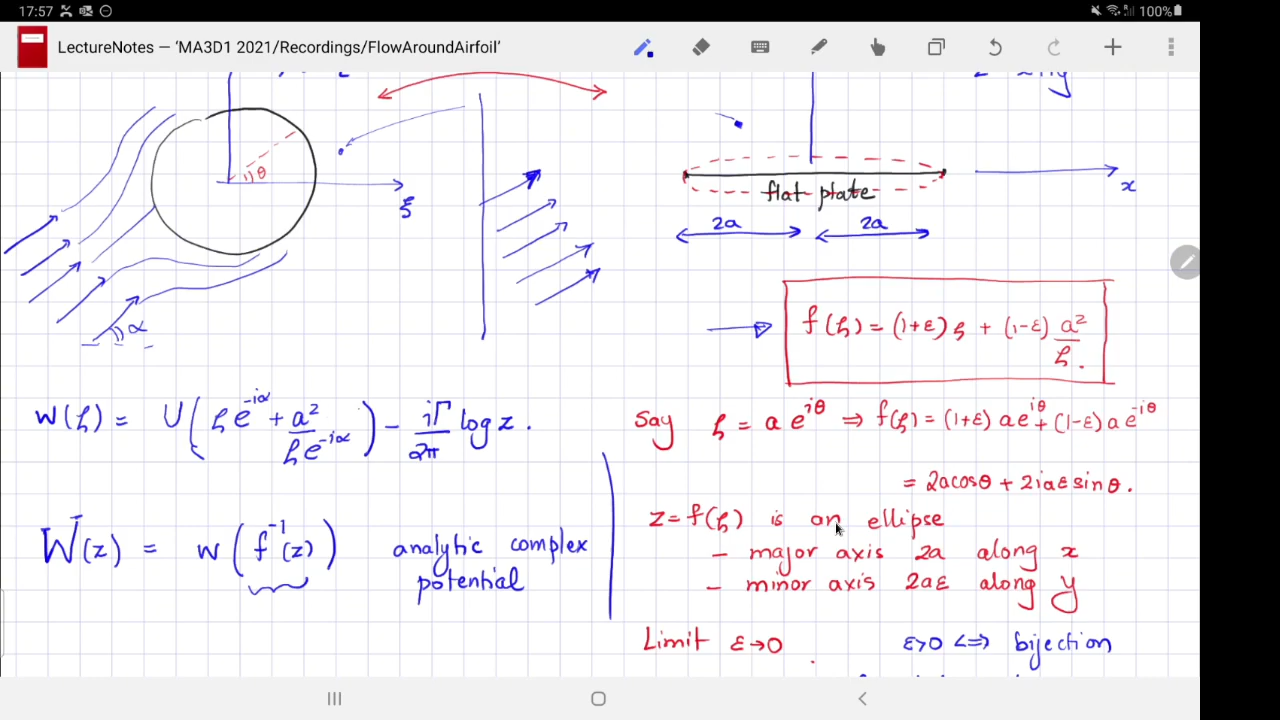 17:57
100%
LectureNotes — ‘MA3D1 2021/Recordings/FlowAroundAirfoil’
θ
ξ
α
flat plate
x
2a 2a
f(ζ) = (1+ε) ζ + (1-ε) a²/ζ.
w(ζ) = U(ζe^{-iα} + a²/ζe^{-iα}) - iΓ/2π log z.
W(z) = w(f⁻¹(z)) analytic complex
potential
Say ζ = a e^{iθ} ⇒ f(ζ) = (1+ε) a e^{iθ} + (1-ε) a e^{-iθ}
= 2a cosθ + 2iaε sinθ.
z = f(ζ) is an ellipse
- major axis 2a along x
- minor axis 2aε along y
Limit ε→0 ε>0 <=> bijection